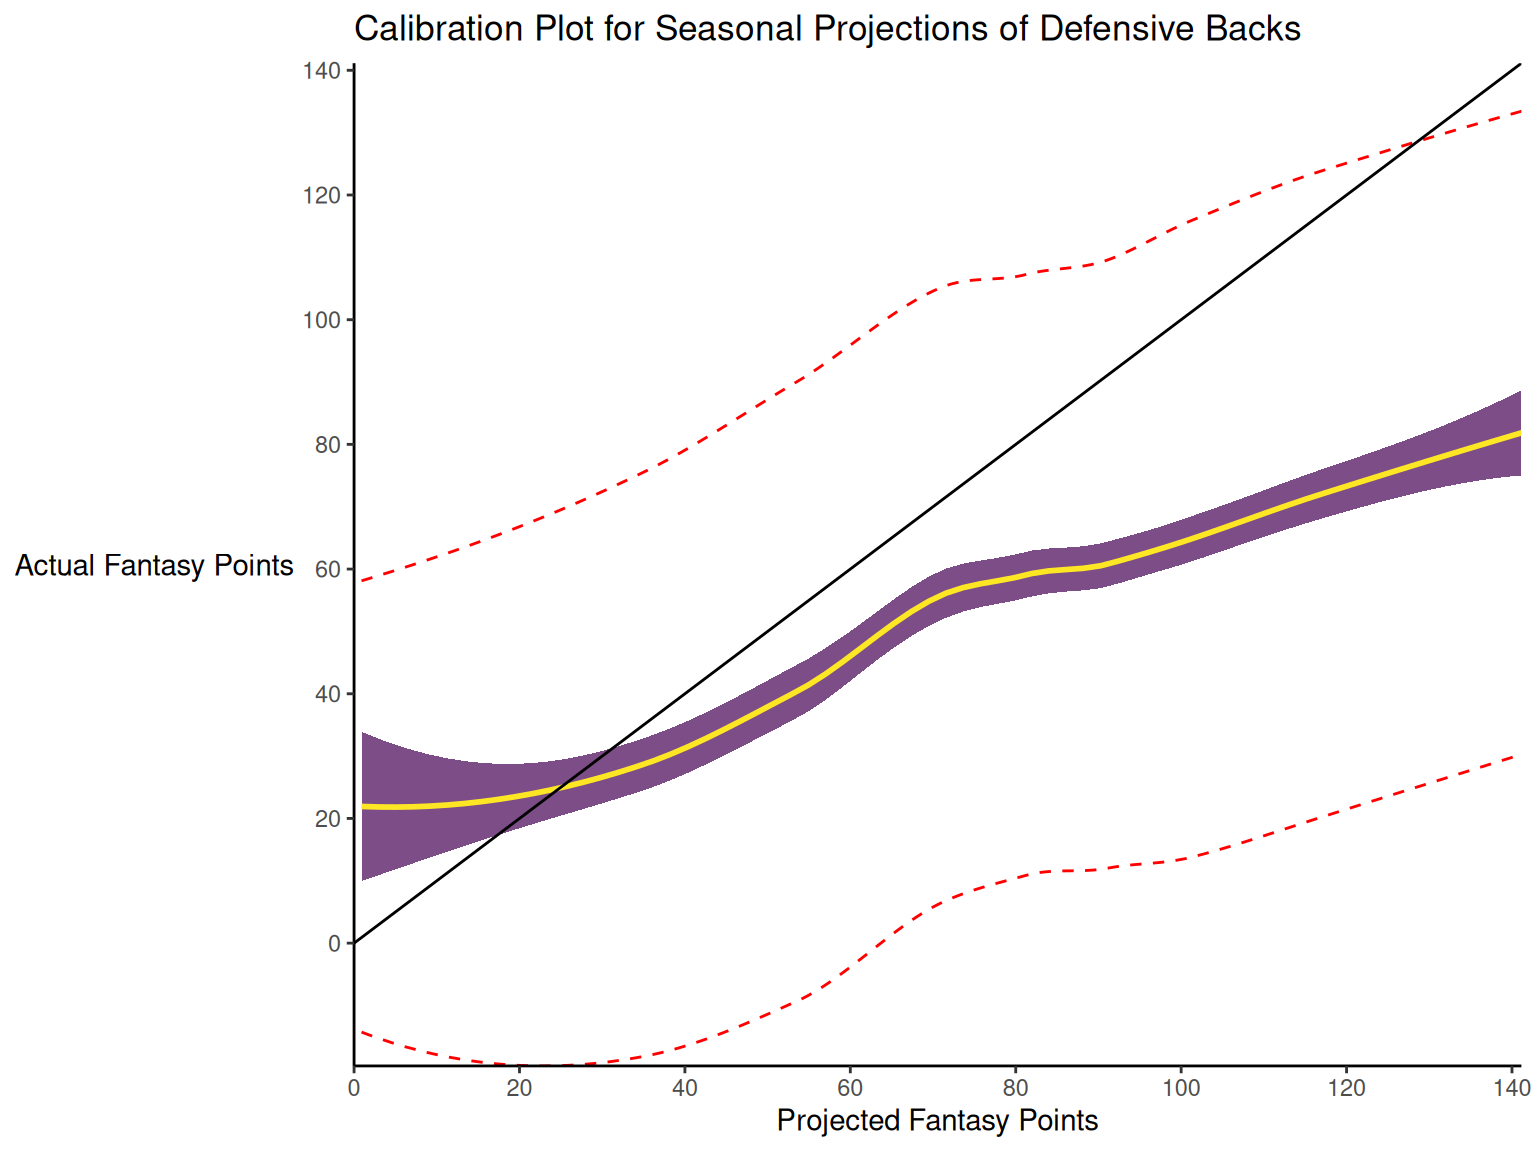 Calibration Plot for Seasonal Projections of Defensive Backs
140
120
100
80
60
40
20
0
Actual Fantasy Points
0 20 40 60 80 100 120 140
Projected Fantasy Points